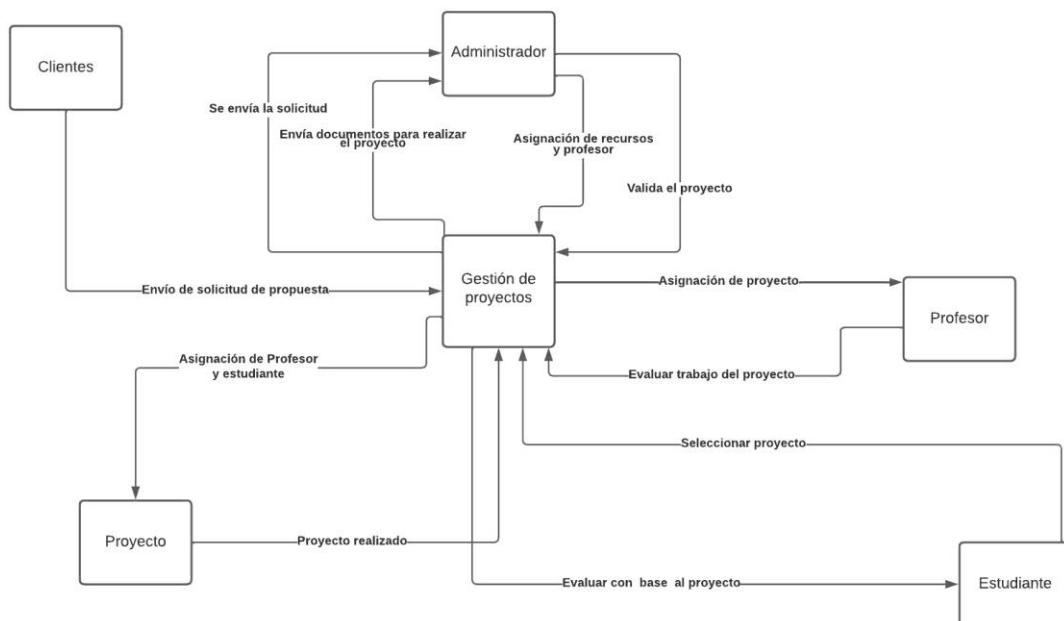 Clientes
Administrador
Se envía la solicitud
Envía documentos para realizar
el proyecto
Asignación de recursos
y profesor
Valida el proyecto
Gestión de
proyectos
Envío de solicitud de propuesta
Asignación de proyecto
Profesor
Asignación de Profesor
y estudiante
Evaluar trabajo del proyecto
Seleccionar proyecto
Proyecto
Proyecto realizado
Evaluar con base al proyecto
Estudiante